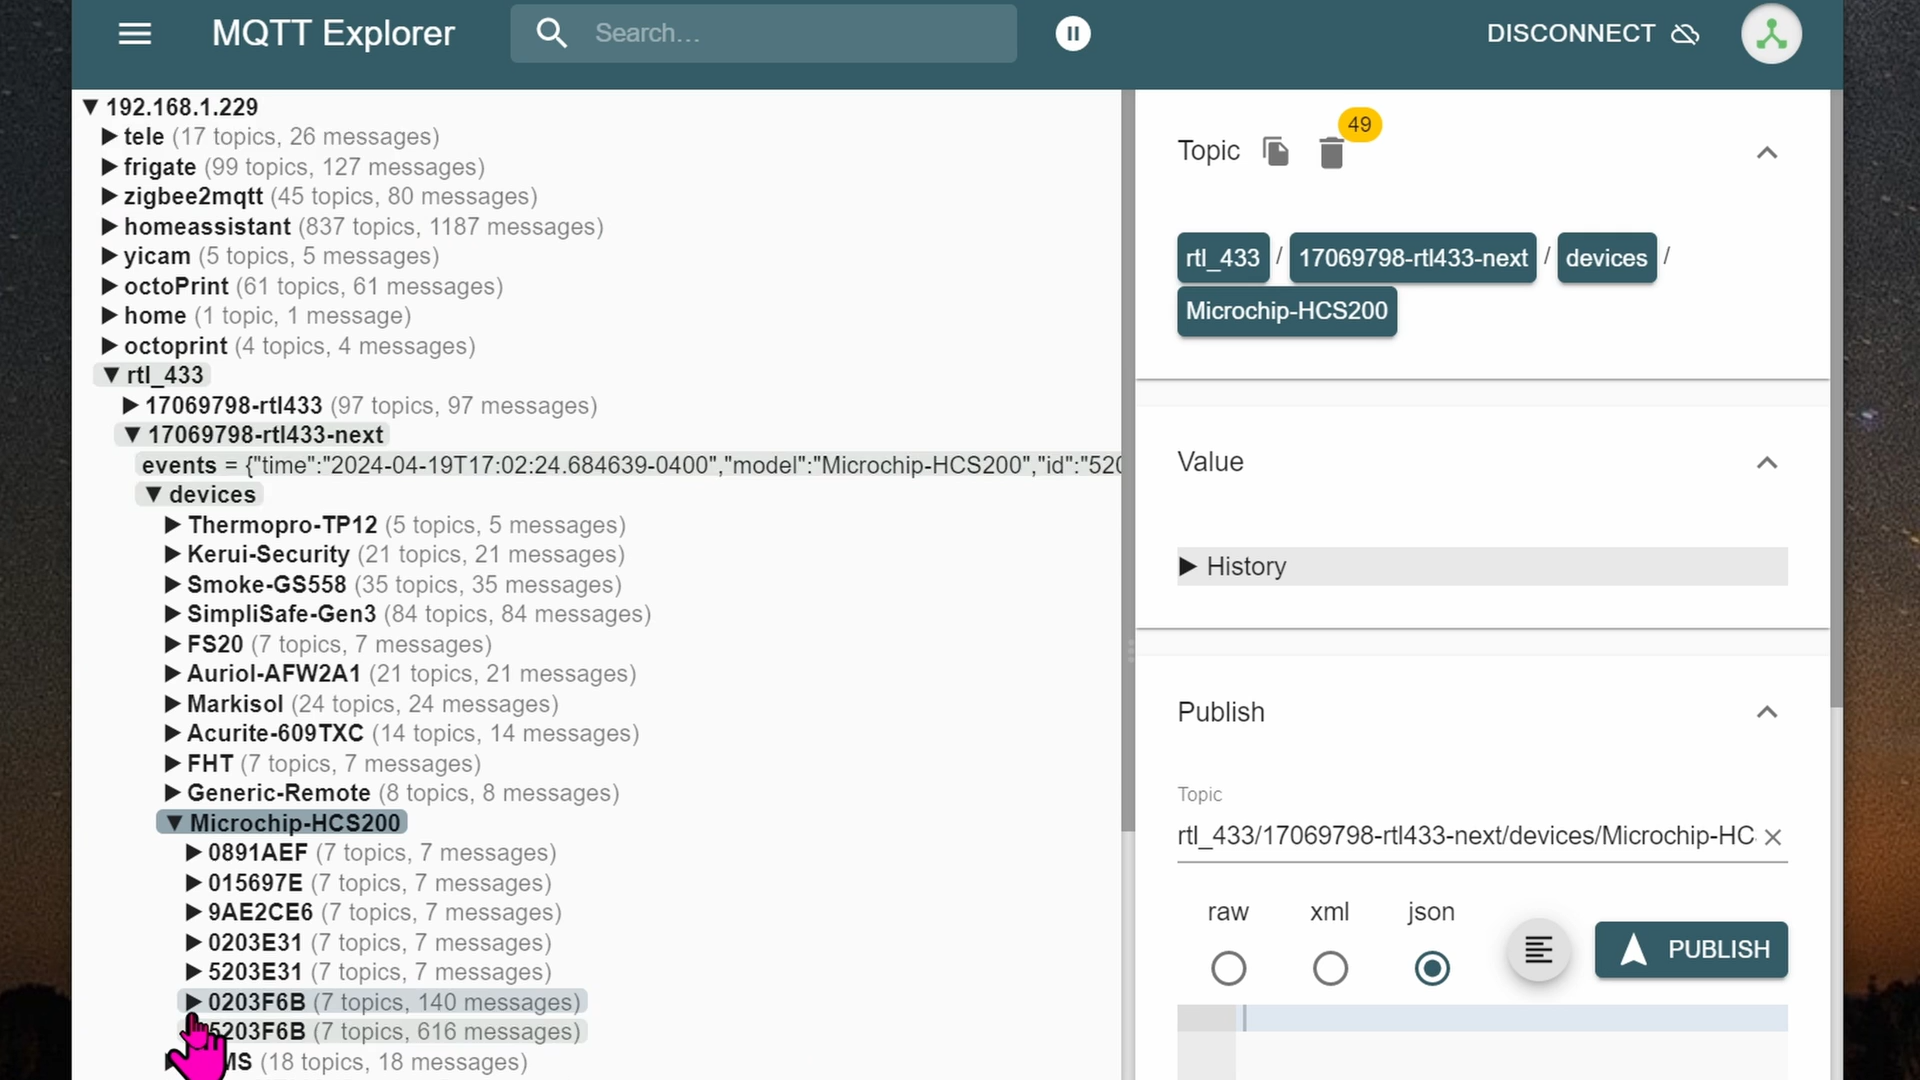 MQTT Explorer
Search...
DISCONNECT
192.168.1.229
tele (17 topics, 26 messages)
frigate (99 topics, 127 messages)
zigbee2mqtt (45 topics, 80 messages)
homeassistant (837 topics, 1187 messages)
yicam (5 topics, 5 messages)
octoPrint (61 topics, 61 messages)
home (1 topic, 1 message)
octoprint (4 topics, 4 messages)
rtl_433
17069798-rtl433 (97 topics, 97 messages)
17069798-rtl433-next
events = {"time":"2024-04-19T17:02:24.684639-0400","model":"Microchip-HCS200","id":"520
devices
Thermopro-TP12 (5 topics, 5 messages)
Kerui-Security (21 topics, 21 messages)
Smoke-GS558 (35 topics, 35 messages)
SimpliSafe-Gen3 (84 topics, 84 messages)
FS20 (7 topics, 7 messages)
Auriol-AFW2A1 (21 topics, 21 messages)
Markisol (24 topics, 24 messages)
Acurite-609TXC (14 topics, 14 messages)
FHT (7 topics, 7 messages)
Generic-Remote (8 topics, 8 messages)
Microchip-HCS200
0891AEF (7 topics, 7 messages)
015697E (7 topics, 7 messages)
9AE2CE6 (7 topics, 7 messages)
0203E31 (7 topics, 7 messages)
5203E31 (7 topics, 7 messages)
0203F6B (7 topics, 140 messages)
5203F6B (7 topics, 616 messages)
(18 topics, 18 messages)
Topic
49
rtl_433 / 17069798-rtl433-next / devices /
Microchip-HCS200
Value
History
Publish
Topic
rtl_433/17069798-rtl433-next/devices/Microchip-HC
raw xml json
PUBLISH